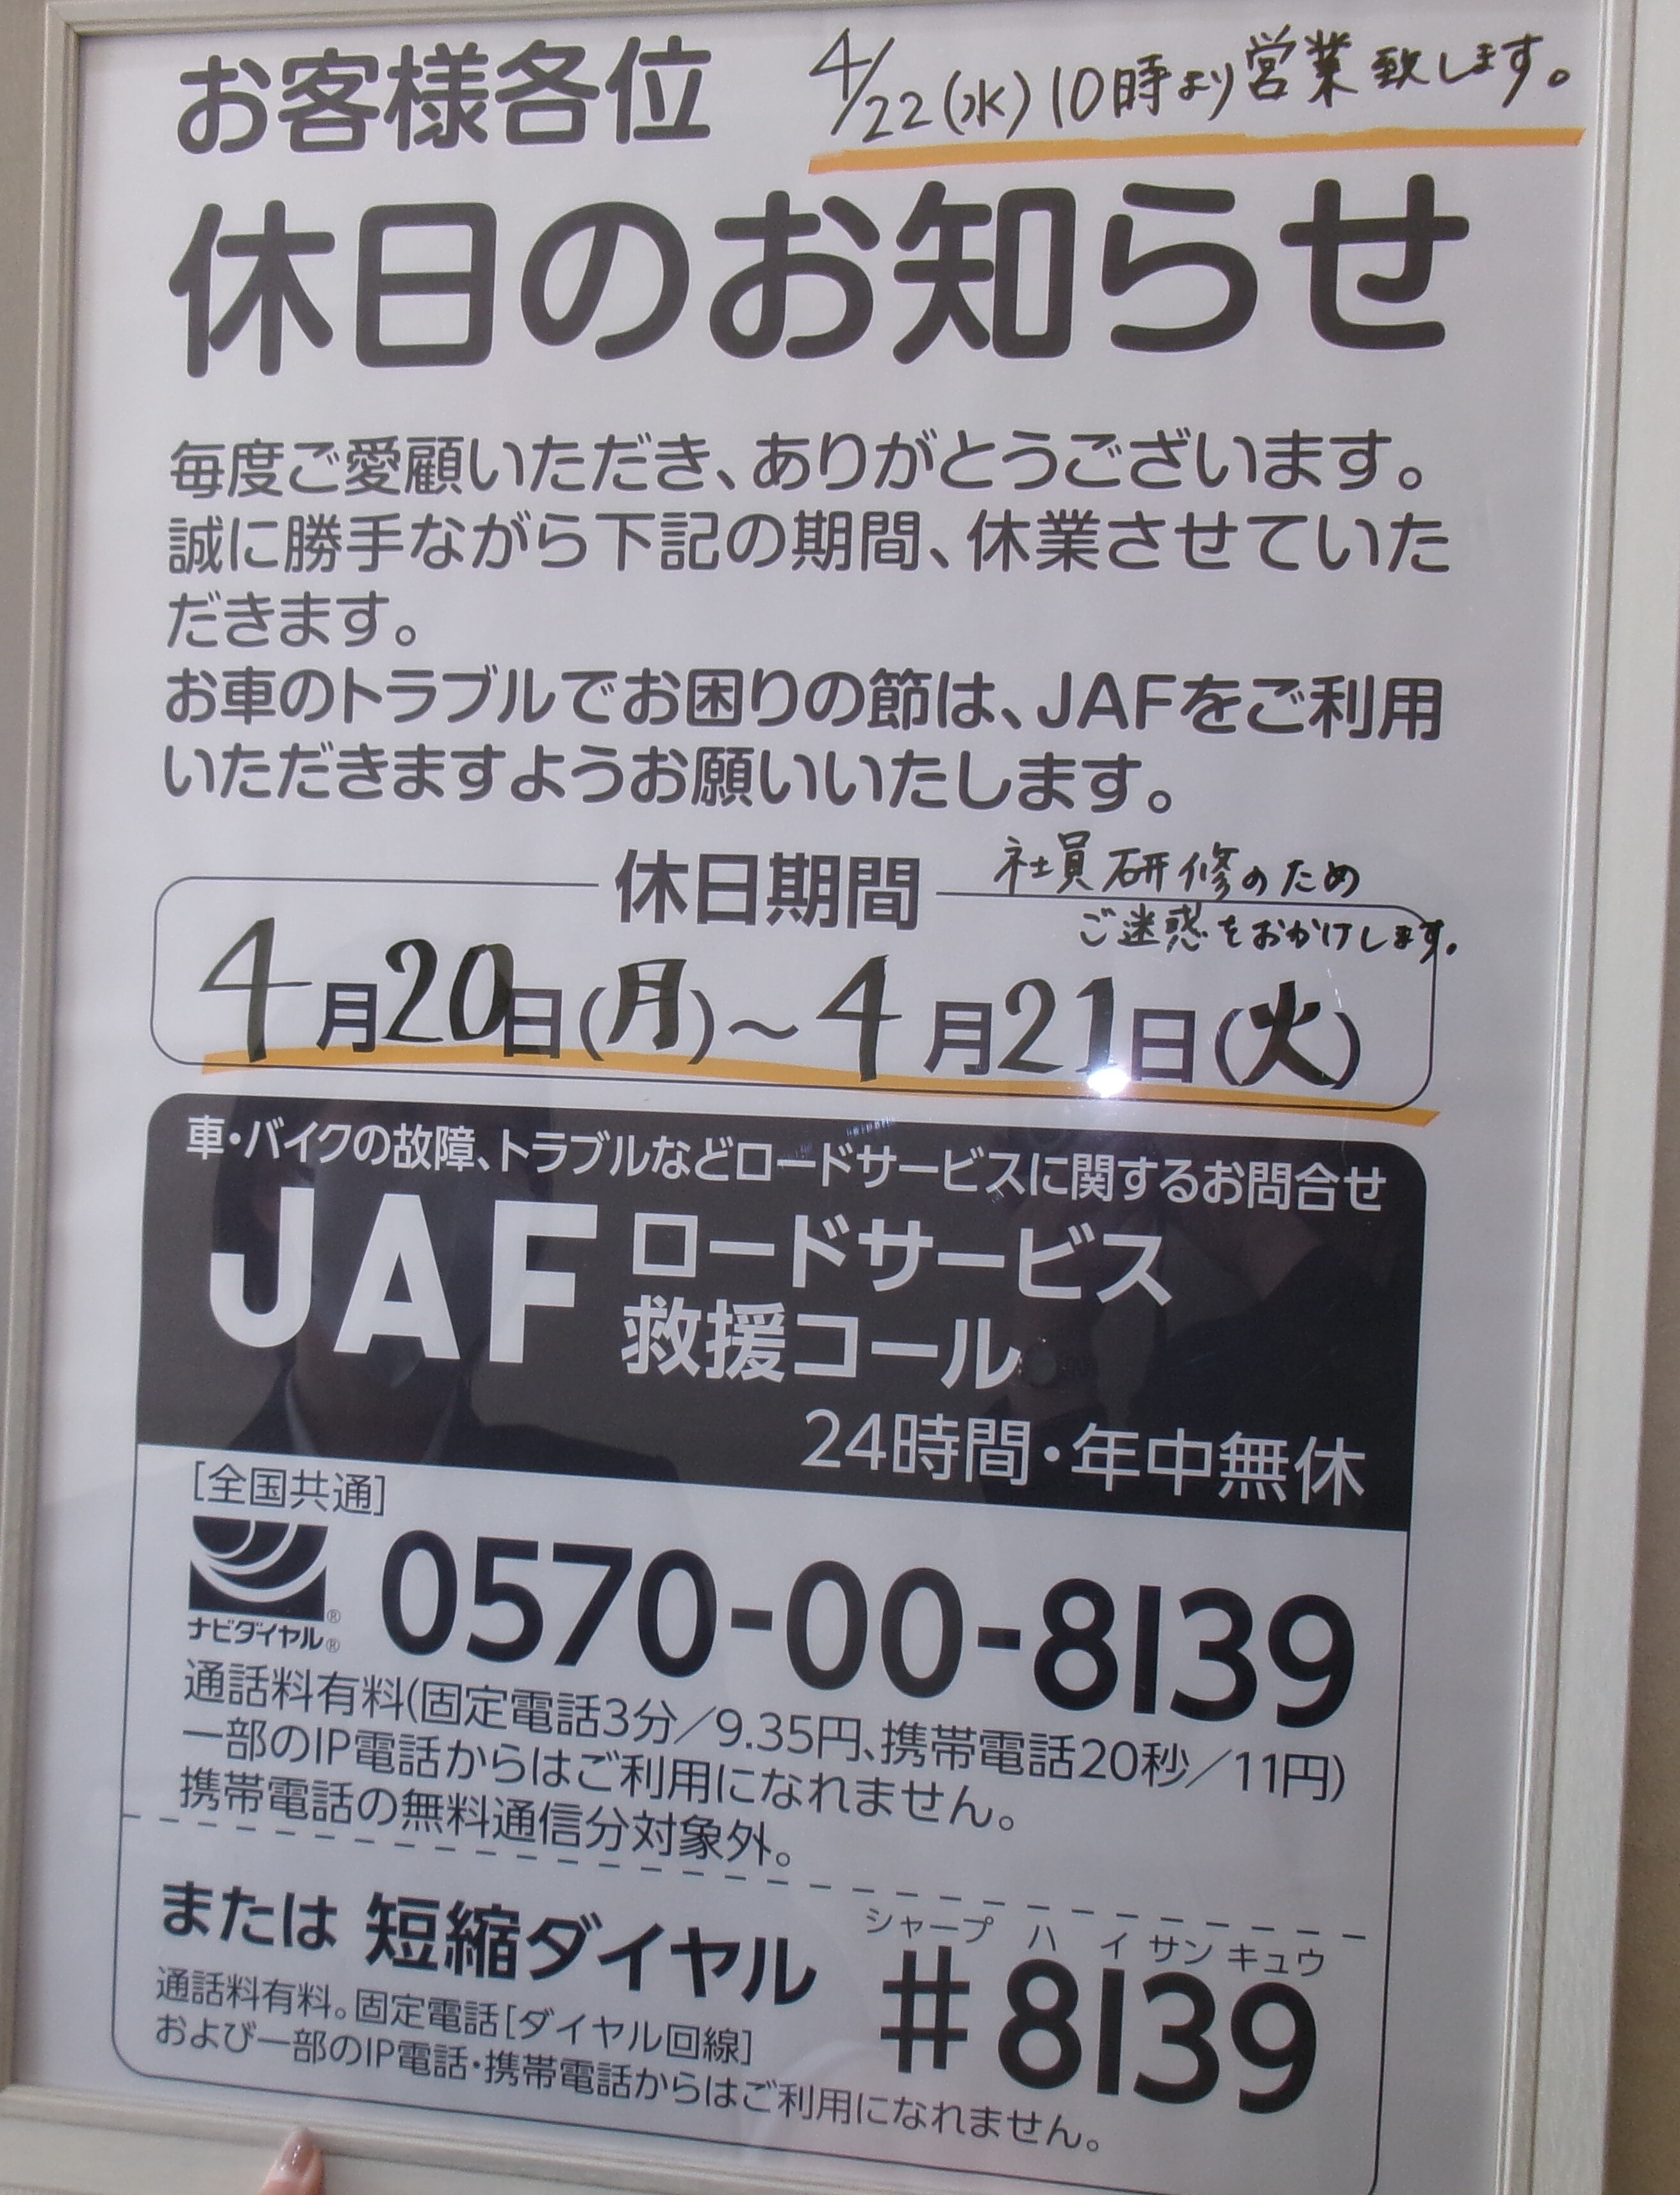 お客様各位
4/22(水)10時より営業致します。
休日のお知らせ
毎度ご愛顧いただき、ありがとうございます。
誠に勝手ながら下記の期間、休業させていた
だきます。
お車のトラブルでお困りの節は、JAFをご利用
いただきますようお願いいたします。
休日期間
社員研修のため
ご迷惑をおかけします。
4月20日(月)～4月21日(火)
車・バイクの故障、トラブルなどロードサービスに関するお問合せ
JAF ロードサービス
救援コール
24時間・年中無休
[全国共通]
ナビダイヤル® ®
0570-00-8139
通話料有料(固定電話3分／9.35円、携帯電話20秒／11円)
一部のIP電話からはご利用になれません。
携帯電話の無料通信分対象外。
シャープ ハ イ サン キュウ
または 短縮ダイヤル #8139
通話料有料。固定電話[ダイヤル回線]
および一部のIP電話・携帯電話からはご利用になれません。